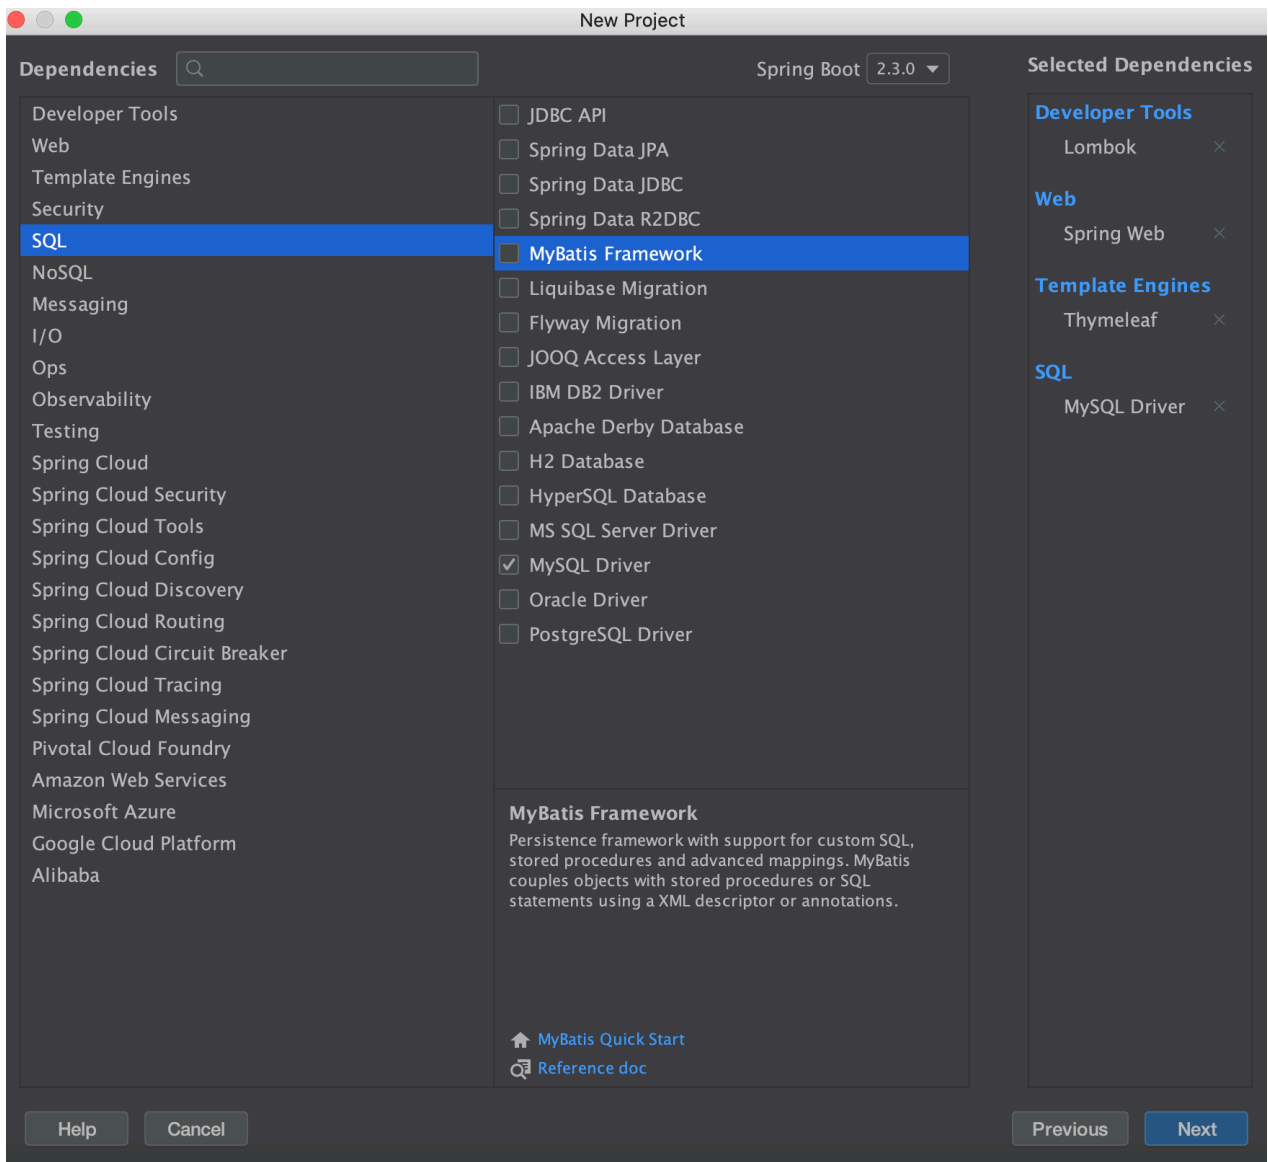 New Project
Dependencies
Spring Boot 2.3.0
Selected Dependencies
Developer Tools
Web
Template Engines
Security
SQL
NoSQL
Messaging
I/O
Ops
Observability
Testing
Spring Cloud
Spring Cloud Security
Spring Cloud Tools
Spring Cloud Config
Spring Cloud Discovery
Spring Cloud Routing
Spring Cloud Circuit Breaker
Spring Cloud Tracing
Spring Cloud Messaging
Pivotal Cloud Foundry
Amazon Web Services
Microsoft Azure
Google Cloud Platform
Alibaba
JDBC API
Spring Data JPA
Spring Data JDBC
Spring Data R2DBC
MyBatis Framework
Liquibase Migration
Flyway Migration
JOOQ Access Layer
IBM DB2 Driver
Apache Derby Database
H2 Database
HyperSQL Database
MS SQL Server Driver
MySQL Driver
Oracle Driver
PostgreSQL Driver
MyBatis Framework
Persistence framework with support for custom SQL,
stored procedures and advanced mappings. MyBatis
couples objects with stored procedures or SQL
statements using a XML descriptor or annotations.
MyBatis Quick Start
Reference doc
Developer Tools
Lombok
Web
Spring Web
Template Engines
Thymeleaf
SQL
MySQL Driver
Help
Cancel
Previous
Next